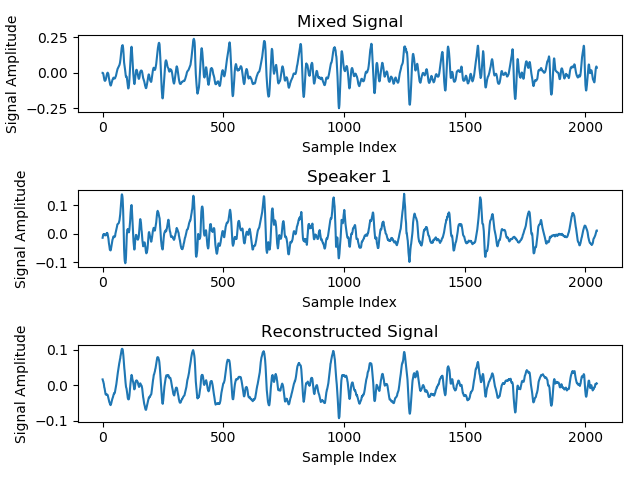 Mixed Signal
Signal Amplitude
0.25
0.00
−0.25
0 500 1000 1500 2000
Sample Index
Speaker 1
Signal Amplitude
0.1
0.0
−0.1
0 500 1000 1500 2000
Sample Index
Reconstructed Signal
Signal Amplitude
0.1
0.0
−0.1
0 500 1000 1500 2000
Sample Index